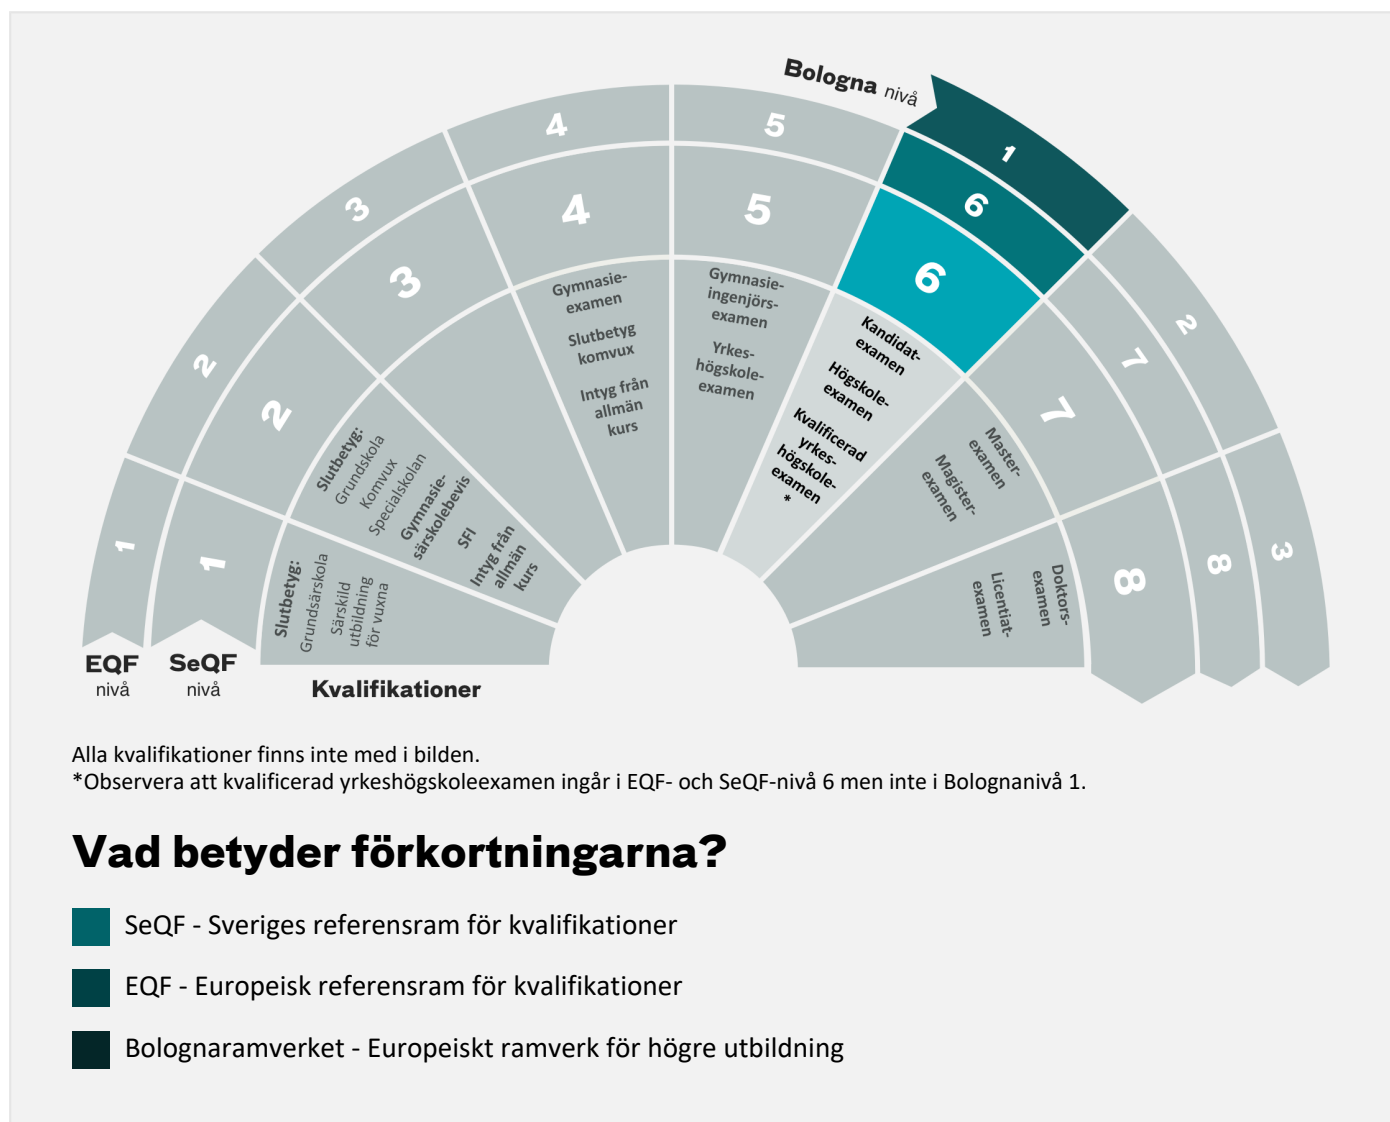 Bologna nivå
1
2
3
1
2
3
4
5
6
7
8
1
2
3
4
5
6
7
8
Slutbetyg:
Grundsärskola
Särskild
utbildning
för vuxna
Slutbetyg:
Grundskola
Komvux
Specialskolan
Gymnasie-
särskolebevis
SFI
Intyg från
allmän
kurs
Gymnasie-
examen
Slutbetyg
komvux
Intyg från
allmän
kurs
Gymnasie-
ingenjörs-
examen
Yrkes-
högskole-
examen
Kandidat-
examen
Högskole-
examen
Kvalificerad
yrkes-
högskole-
examen
*
Master-
examen
Magister-
examen
Doktors-
examen
Licentiat-
examen
EQF
nivå
SeQF
nivå
Kvalifikationer
Alla kvalifikationer finns inte med i bilden.
*Observera att kvalificerad yrkeshögskoleexamen ingår i EQF- och SeQF-nivå 6 men inte i Bolognanivå 1.
Vad betyder förkortningarna?
SeQF - Sveriges referensram för kvalifikationer
EQF - Europeisk referensram för kvalifikationer
Bolognaramverket - Europeiskt ramverk för högre utbildning